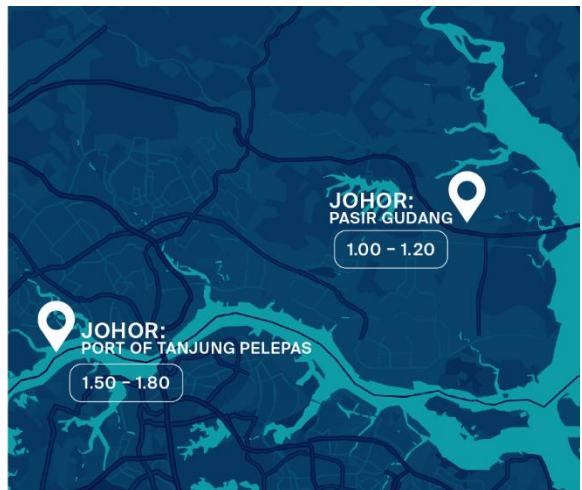 JOHOR:
PASIR GUDANG
1.00 – 1.20
JOHOR:
PORT OF TANJUNG PELEPAS
1.50 – 1.80